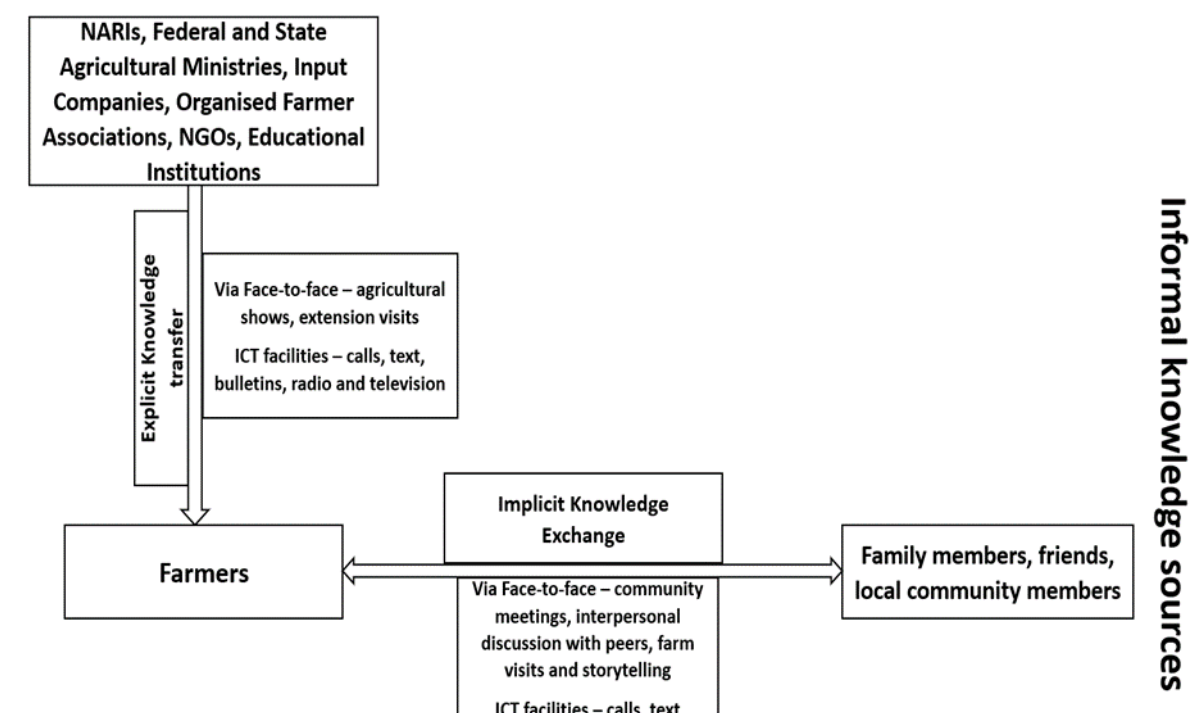 NARIs, Federal and State
Agricultural Ministries, Input
Companies, Organised Farmer
Associations, NGOs, Educational
Institutions
Explicit Knowledge
transfer
Via Face-to-face – agricultural
shows, extension visits
ICT facilities – calls, text,
bulletins, radio and television
Farmers
Implicit Knowledge
Exchange
Via Face-to-face – community
meetings, interpersonal
discussion with peers, farm
visits and storytelling
ICT facilities – calls, text
Family members, friends,
local community members
Informal knowledge sources